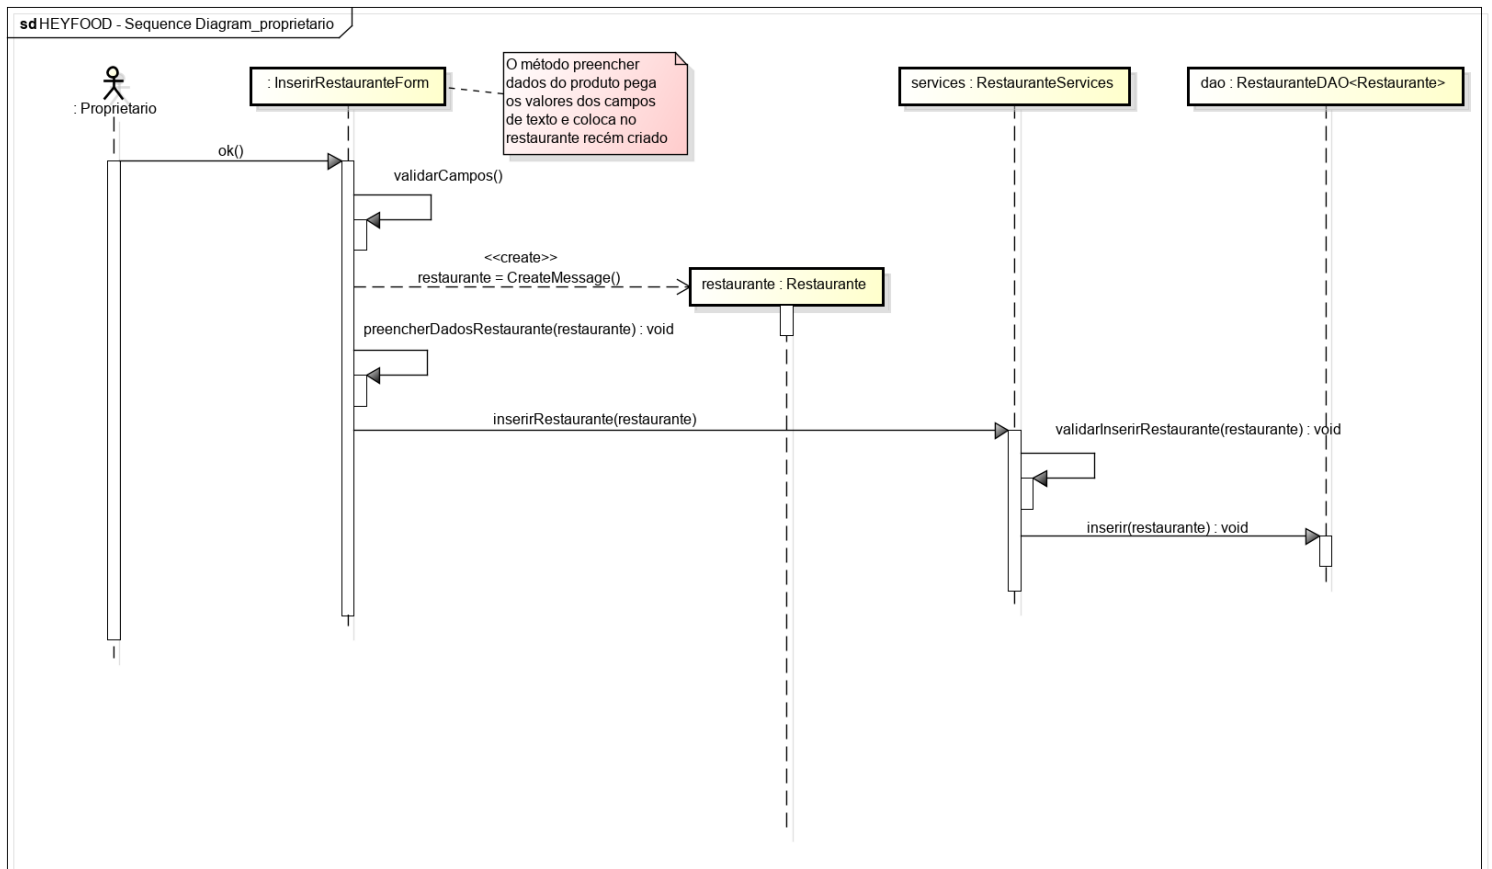 sd HEYFOOD - Sequence Diagram_proprietario
: Proprietario
: InserirRestauranteForm
O método preencher
dados do produto pega
os valores dos campos
de texto e coloca no
restaurante recém criado
services : RestauranteServices
dao : RestauranteDAO<Restaurante>
ok()
validarCampos()
<<create>>
restaurante = CreateMessage()
restaurante : Restaurante
preencherDadosRestaurante(restaurante) : void
inserirRestaurante(restaurante)
validarInserirRestaurante(restaurante) : void
inserir(restaurante) : void